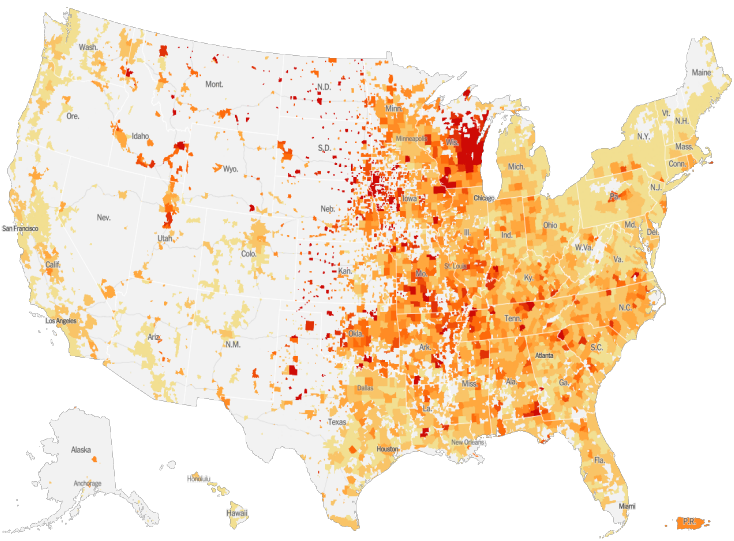 Wash.
Maine
Mont.
N.D.
Minn.
Vt.
N.H.
Ore.
Idaho
Minneapolis
Wis.
N.Y.
Mass.
S.D.
Conn.
Wyo.
Mich.
N.J.
Iowa
Chicago
Pa.
Neb.
San Francisco
Nev.
Utah
Ill.
Ind.
Ohio
Md.
Del.
Colo.
W.Va.
Calif.
Kan.
Mo.
St. Louis
Va.
Ky.
Los Angeles
N.C.
Ariz.
N.M.
Okla.
Tenn.
Ark.
Atlanta
S.C.
Dallas
Miss.
Ala.
Ga.
Texas
La.
Alaska
Houston
New Orleans
Fla.
Anchorage
Honolulu
Miami
Hawaii
P.R.